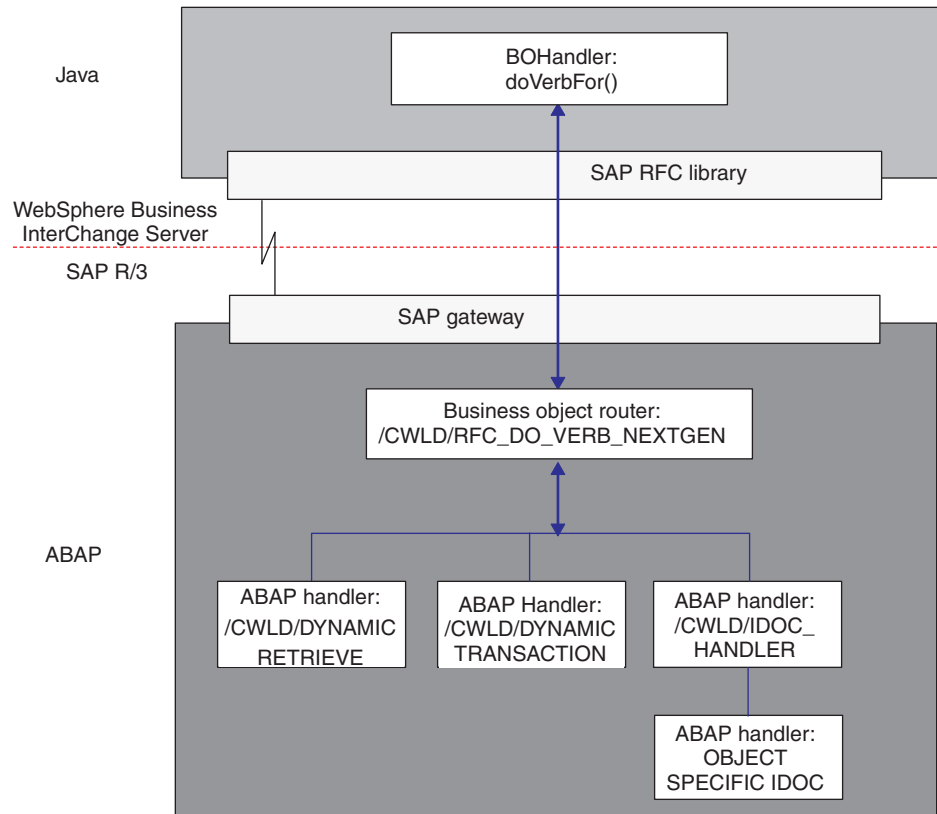 Java
BOHandler:
doVerbFor()
SAP RFC library
WebSphere Business
InterChange Server
SAP R/3
SAP gateway
Business object router:
/CWLD/RFC_DO_VERB_NEXTGEN
ABAP
ABAP handler:
/CWLD/DYNAMIC
RETRIEVE
ABAP Handler:
/CWLD/DYNAMIC
TRANSACTION
ABAP handler:
/CWLD/IDOC_
HANDLER
ABAP handler:
OBJECT
SPECIFIC IDOC